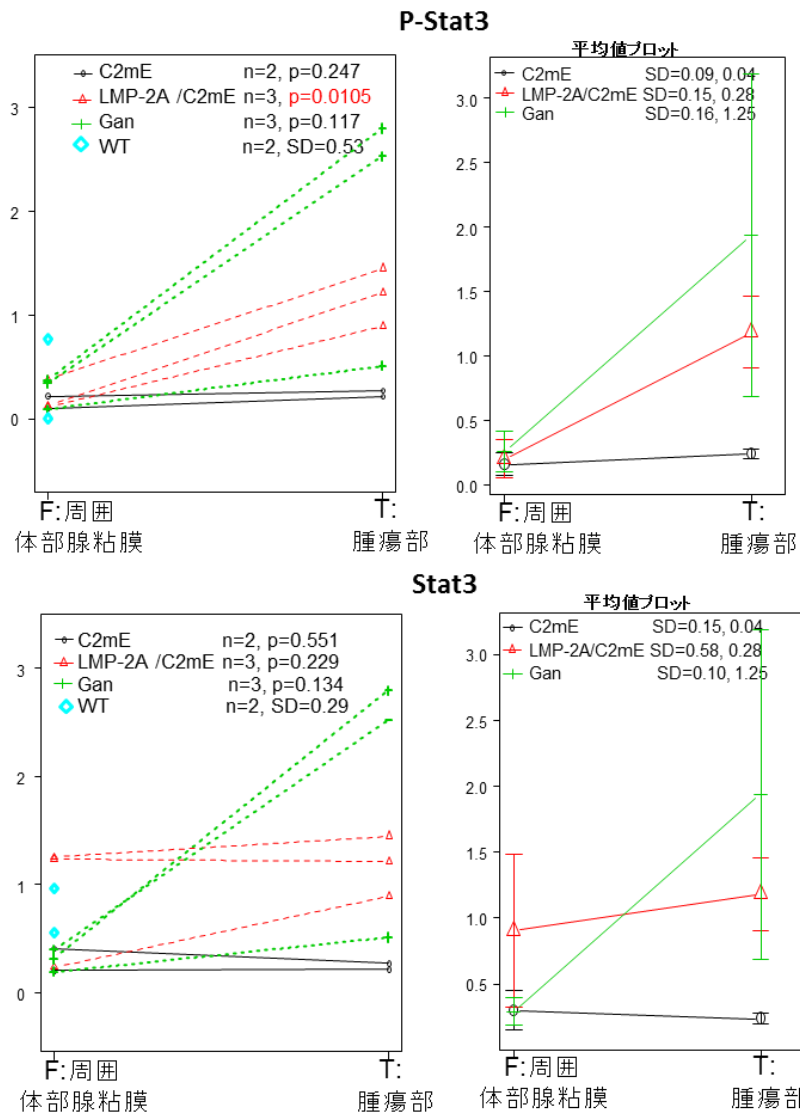 P-Stat3
C2mE n=2, p=0.247
LMP-2A /C2mE n=3, p=0.0105
Gan n=3, p=0.117
WT n=2, SD=0.53
3
2
1
0
F:周囲
体部腺粘膜
T:
腫瘍部
平均値プロット
C2mE SD=0.09, 0.04
LMP-2A/C2mE SD=0.15, 0.28
Gan SD=0.16, 1.25
3.0
2.5
2.0
1.5
1.0
0.5
0.0
F:周囲
体部腺粘膜
T:
腫瘍部
Stat3
C2mE n=2, p=0.551
LMP-2A /C2mE n=3, p=0.229
Gan n=3, p=0.134
WT n=2, SD=0.29
3
2
1
0
F:周囲
体部腺粘膜
T:
腫瘍部
平均値プロット
C2mE SD=0.15, 0.04
LMP-2A/C2mE SD=0.58, 0.28
Gan SD=0.10, 1.25
3.0
2.5
2.0
1.5
1.0
0.5
F:周囲
体部腺粘膜
T:
腫瘍部